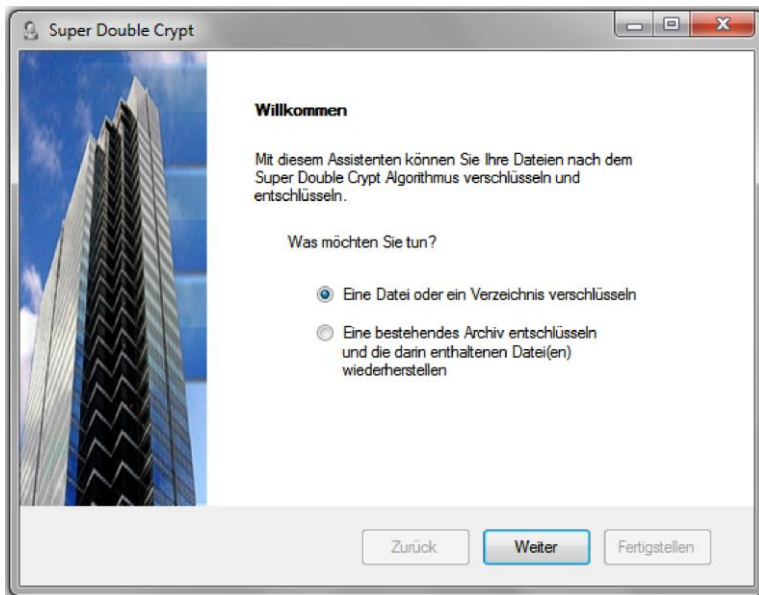 Super Double Crypt
Willkommen
Mit diesem Assistenten können Sie Ihre Dateien nach dem
Super Double Crypt Algorithmus verschlüsseln und
entschlüsseln.
Was möchten Sie tun?
Eine Datei oder ein Verzeichnis verschlüsseln
Eine bestehendes Archiv entschlüsseln
und die darin enthaltenen Datei(en)
wiederherstellen
Zurück Weiter Fertigstellen